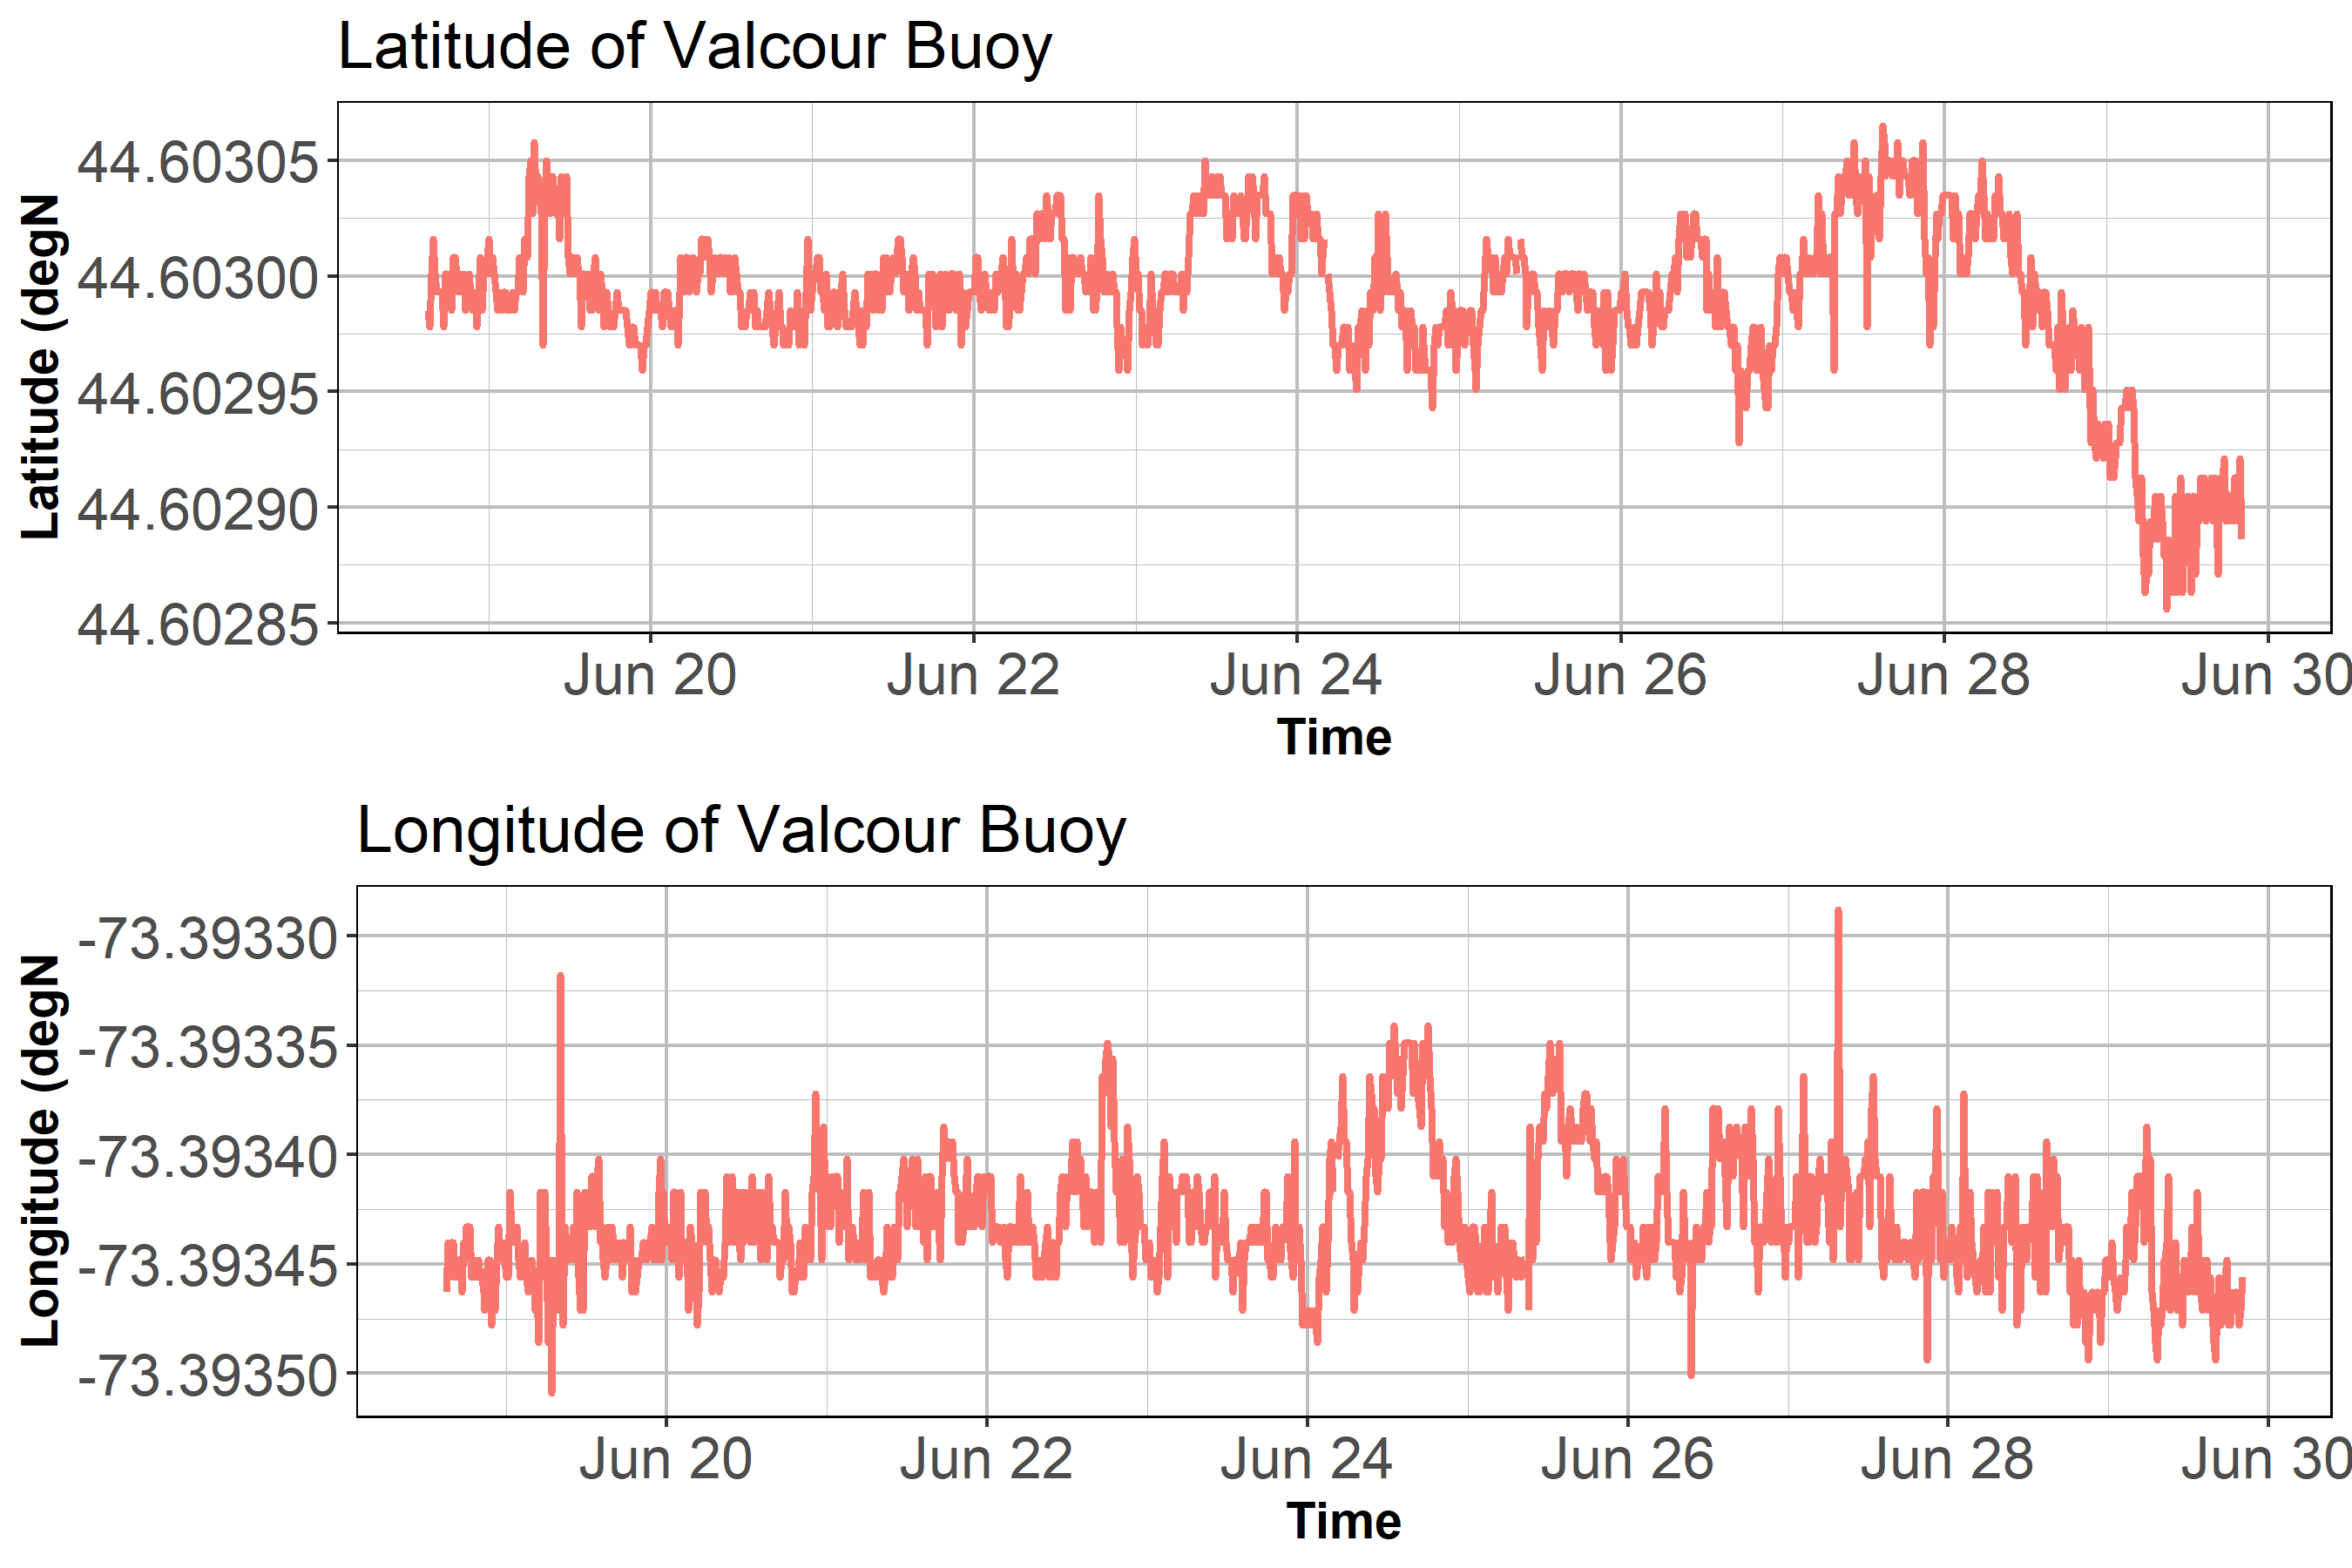 Latitude of Valcour Buoy
Latitude (degN
44.60305
44.60300
44.60295
44.60290
44.60285
Jun 20 Jun 22 Jun 24 Jun 26 Jun 28 Jun 30
Time
Longitude of Valcour Buoy
Longitude (degN
-73.39330
-73.39335
-73.39340
-73.39345
-73.39350
Jun 20 Jun 22 Jun 24 Jun 26 Jun 28 Jun 30
Time